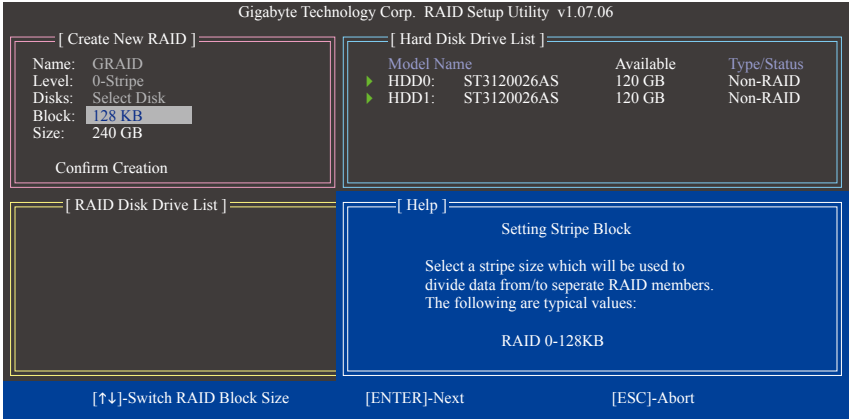 Gigabyte Technology Corp. RAID Setup Utility v1.07.06
[ Create New RAID ]
Name: GRAID
Level: 0-Stripe
Disks: Select Disk
Block: 128 KB
Size: 240 GB
Confirm Creation
[ Hard Disk Drive List ]
Model Name Available Type/Status
HDD0: ST3120026AS 120 GB Non-RAID
HDD1: ST3120026AS 120 GB Non-RAID
[ RAID Disk Drive List ]
[ Help ]
Setting Stripe Block
Select a stripe size which will be used to
divide data from/to seperate RAID members.
The following are typical values:
RAID 0-128KB
[↑↓]-Switch RAID Block Size [ENTER]-Next [ESC]-Abort